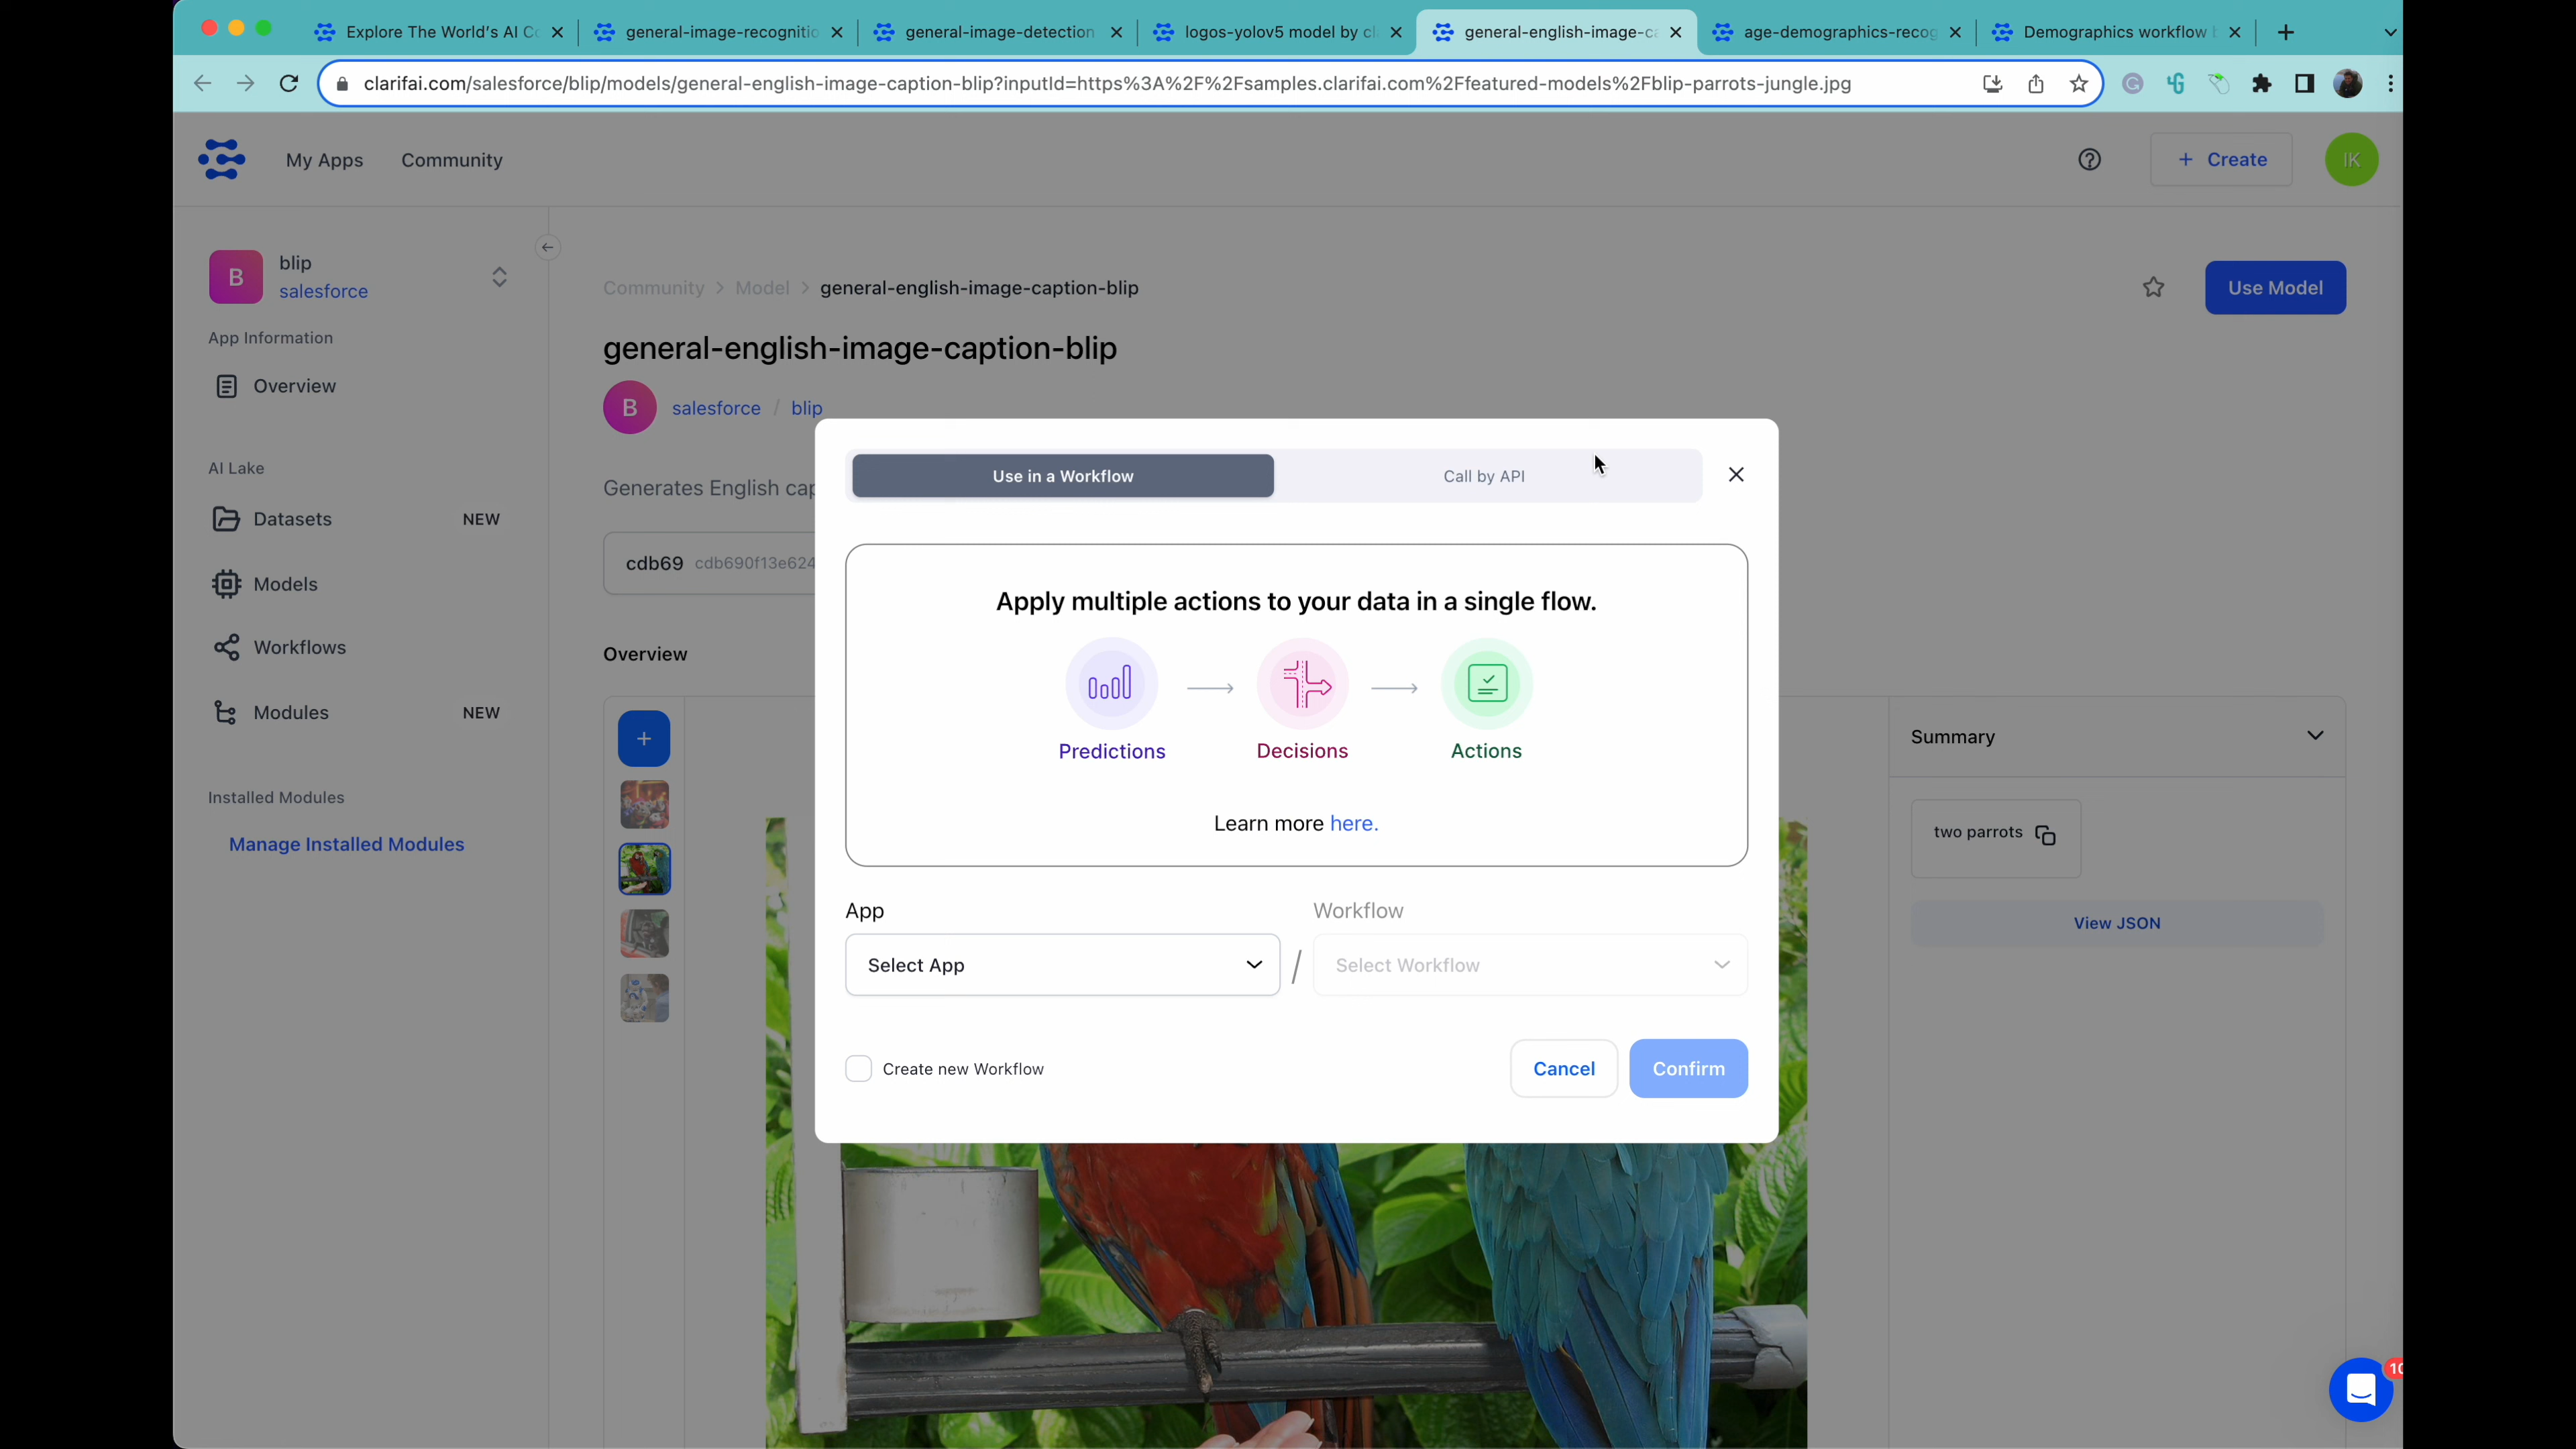 Explore The World's AI Co
general-image-recognitio
general-image-detection
logos-yolov5 model by cl
general-english-image-ca
age-demographics-recog
Demographics workflow b
clarifai.com/salesforce/blip/models/general-english-image-caption-blip?inputId=https%3A%2F%2Fsamples.clarifai.com%2Ffeatured-models%2Fblip-parrots-jungle.jpg
My Apps
Community
+ Create
IK
B
blip
salesforce
App Information
Overview
AI Lake
Datasets NEW
Models
Workflows
Modules NEW
Installed Modules
Manage Installed Modules
Community > Model > general-english-image-caption-blip
Use Model
general-english-image-caption-blip
B
salesforce / blip
Generates English cap
cdb69 cdb690f13e624
Overview
Use in a Workflow
Call by API
Apply multiple actions to your data in a single flow.
Predictions
Decisions
Actions
Learn more here.
App
Workflow
Select App
/
Select Workflow
Create new Workflow
Cancel
Confirm
Summary
two parrots
View JSON
10